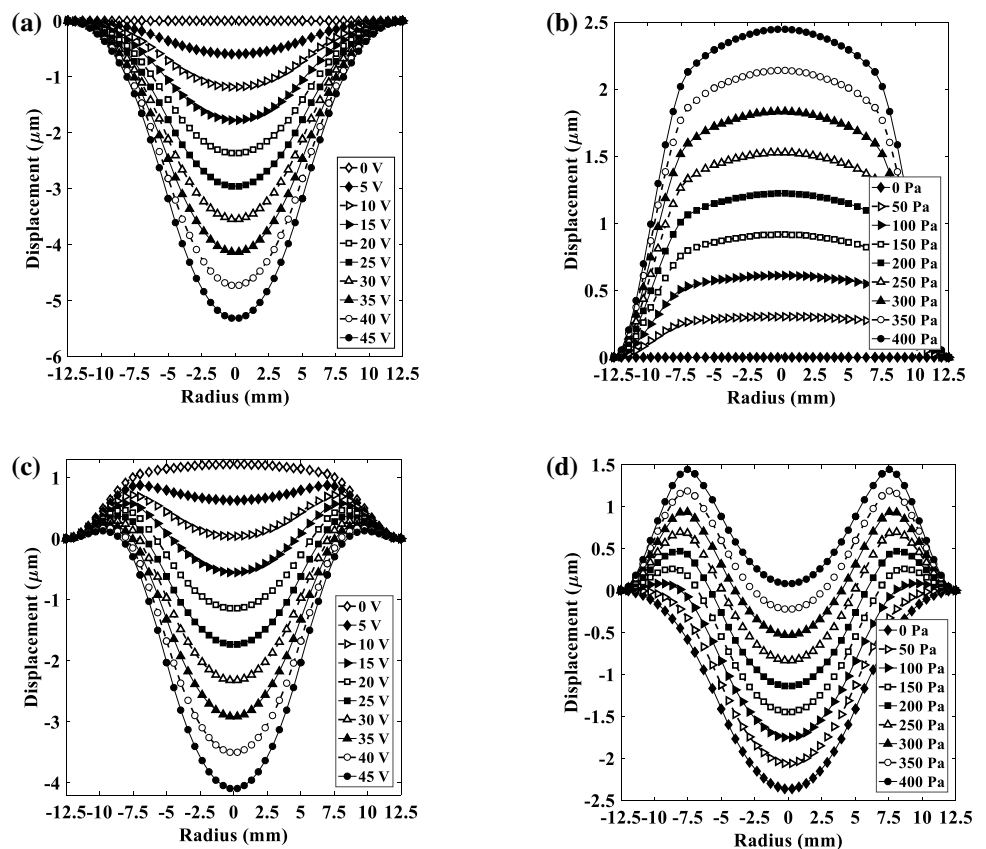 (a)
0
-1
-2
-3
-4
-5
-6
Displacement (μm)
0 V
5 V
10 V
15 V
20 V
25 V
30 V
35 V
40 V
45 V
-12.5 -10 -7.5 -5 -2.5 0 2.5 5 7.5 10 12.5
Radius (mm)
(b)
2.5
2
1.5
1
0.5
0
Displacement (μm)
0 Pa
50 Pa
100 Pa
150 Pa
200 Pa
250 Pa
300 Pa
350 Pa
400 Pa
-12.5 -10 -7.5 -5 -2.5 0 2.5 5 7.5 10 12.5
Radius (mm)
(c)
1
0
-1
-2
-3
-4
Displacement (μm)
0 V
5 V
10 V
15 V
20 V
25 V
30 V
35 V
40 V
45 V
-12.5 -10 -7.5 -5 -2.5 0 2.5 5 7.5 10 12.5
Radius (mm)
(d)
1.5
1
0.5
0
-0.5
-1
-1.5
-2
-2.5
Displacement (μm)
0 Pa
50 Pa
100 Pa
150 Pa
200 Pa
250 Pa
300 Pa
350 Pa
400 Pa
-12.5 -10 -7.5 -5 -2.5 0 2.5 5 7.5 10 12.5
Radius (mm)